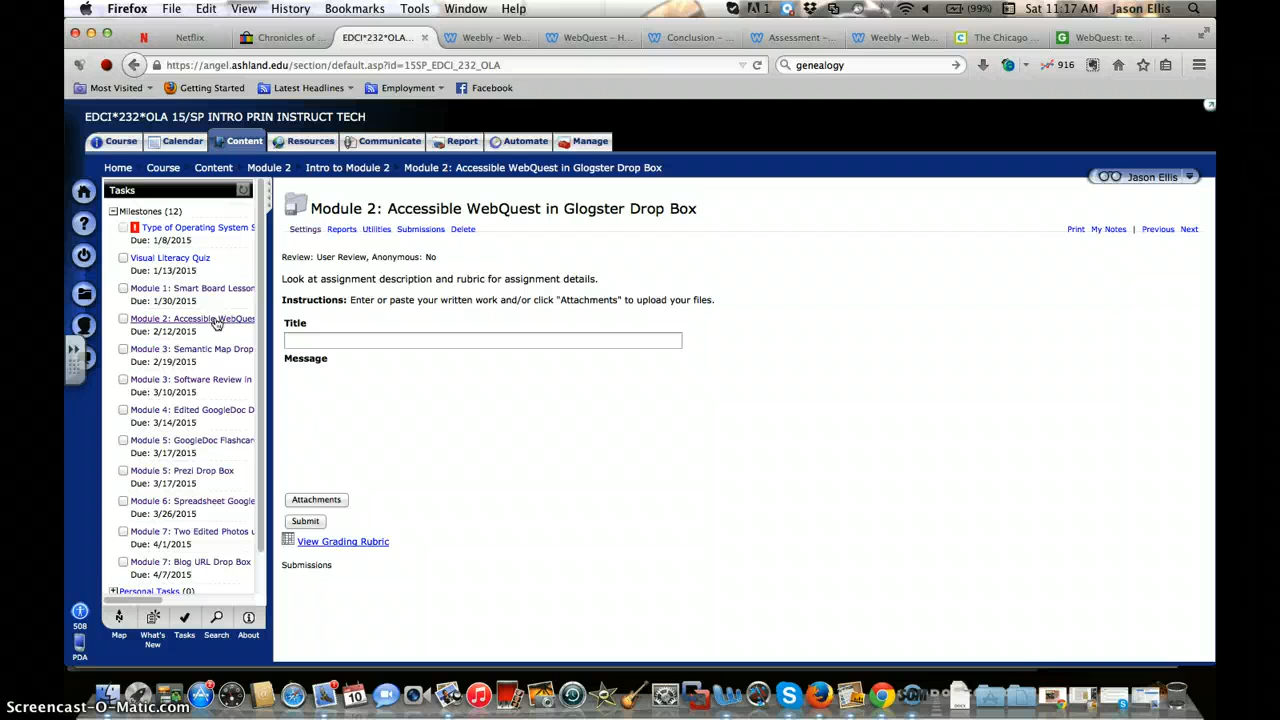 Firefox File Edit View History Bookmarks Tools Window Help
1 (99%) Sat 11:17 AM Jason Ellis
Netflix Chronicles of ... EDCI*232*OLA... Weebly - Web... WebQuest - H... Conclusion - ... Assessment -... Weebly - Web... The Chicago ... WebQuest: te...
https://angel.ashland.edu/section/default.asp?id=15SP_EDCI_232_OLA genealogy 916
Most Visited Getting Started Latest Headlines Employment Facebook
EDCI*232*OLA 15/SP INTRO PRIN INSTRUCT TECH
Course Calendar Content Resources Communicate Report Automate Manage
Home Course Content Module 2 Intro to Module 2 Module 2: Accessible WebQuest in Glogster Drop Box
Jason Ellis
Tasks
Milestones (12)
Type of Operating System S
Due: 1/8/2015
Visual Literacy Quiz
Due: 1/13/2015
Module 1: Smart Board Lesson
Due: 1/30/2015
Module 2: Accessible WebQues
Due: 2/12/2015
Module 3: Semantic Map Drop
Due: 2/19/2015
Module 3: Software Review in
Due: 3/10/2015
Module 4: Edited GoogleDoc D
Due: 3/14/2015
Module 5: GoogleDoc Flashcar
Due: 3/17/2015
Module 5: Prezi Drop Box
Due: 3/17/2015
Module 6: Spreadsheet Google
Due: 3/26/2015
Module 7: Two Edited Photos u
Due: 4/1/2015
Module 7: Blog URL Drop Box
Due: 4/7/2015
Personal Tasks (0)
Map What's New Tasks Search About
508
PDA
Module 2: Accessible WebQuest in Glogster Drop Box
Settings Reports Utilities Submissions Delete
Print My Notes | Previous Next
Review: User Review, Anonymous: No
Look at assignment description and rubric for assignment details.
Instructions: Enter or paste your written work and/or click "Attachments" to upload your files.
Title
Message
Attachments
Submit
View Grading Rubric
Submissions
Screencast-O-Matic.com